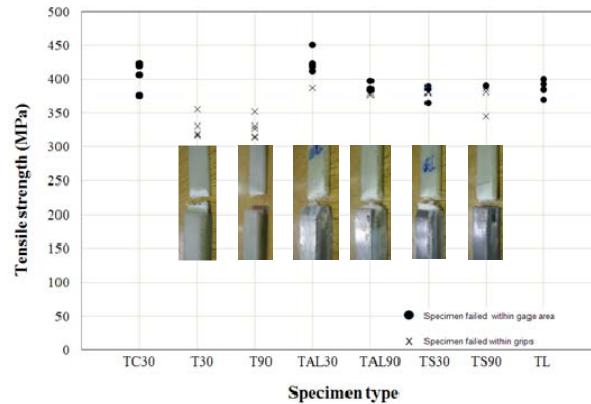 500
450
400
350
300
250
200
150
100
50
0
Tensile strength (MPa)
Specimen failed within gage area
Specimen failed within grips
TC30 T30 T90 TAL30 TAL90 TS30 TS90 TL
Specimen type